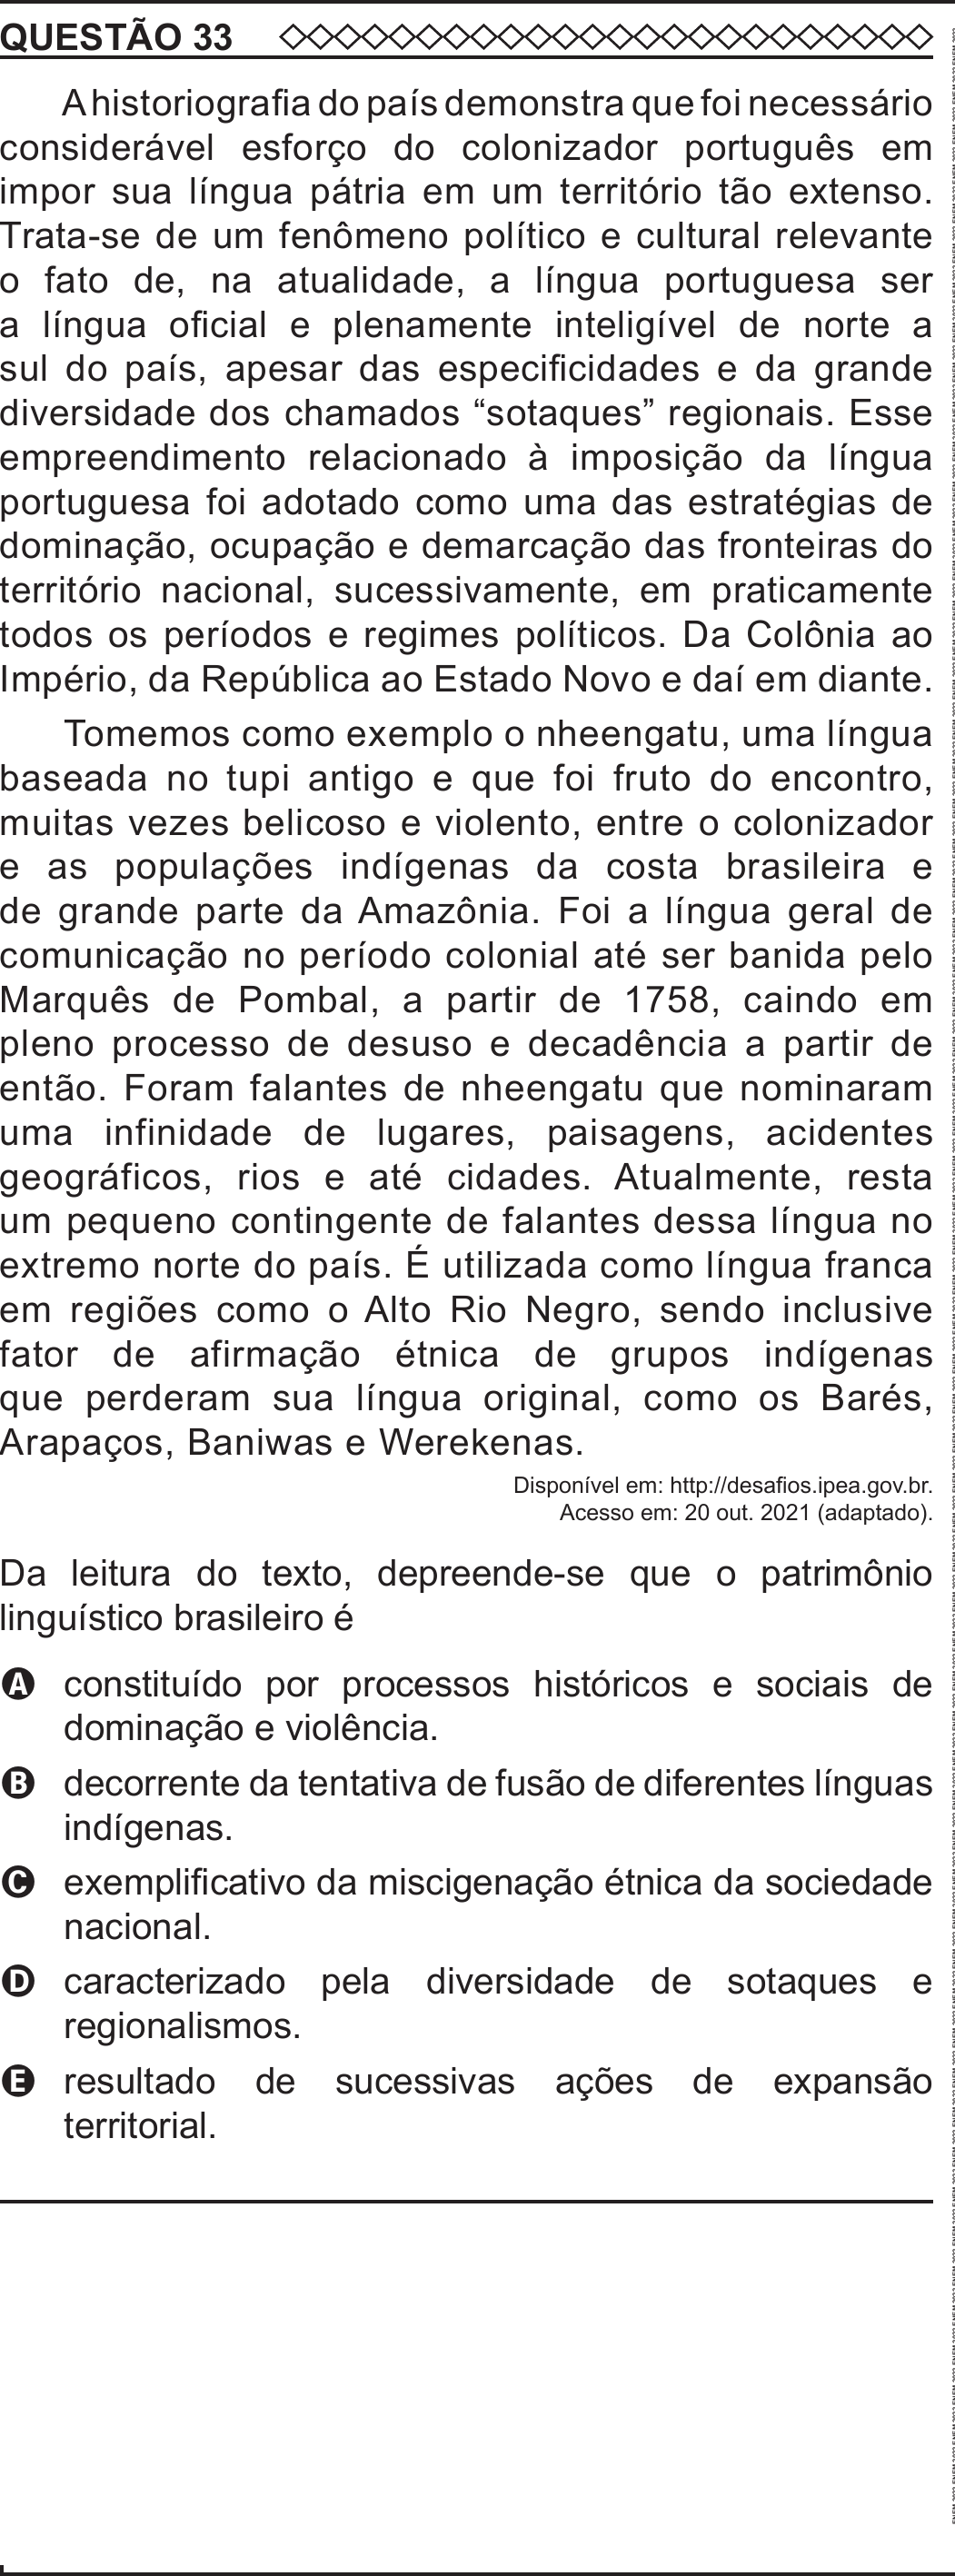 QUESTÃO 33
A historiografia do país demonstra que foi necessário
considerável esforço do colonizador português em
impor sua língua pátria em um território tão extenso.
Trata-se de um fenômeno político e cultural relevante
o fato de, na atualidade, a língua portuguesa ser
a língua oficial e plenamente inteligível de norte a
sul do país, apesar das especificidades e da grande
diversidade dos chamados “sotaques” regionais. Esse
empreendimento relacionado à imposição da língua
portuguesa foi adotado como uma das estratégias de
dominação, ocupação e demarcação das fronteiras do
território nacional, sucessivamente, em praticamente
todos os períodos e regimes políticos. Da Colônia ao
Império, da República ao Estado Novo e daí em diante.
Tomemos como exemplo o nheengatu, uma língua
baseada no tupi antigo e que foi fruto do encontro,
muitas vezes belicoso e violento, entre o colonizador
e as populações indígenas da costa brasileira e
de grande parte da Amazônia. Foi a língua geral de
comunicação no período colonial até ser banida pelo
Marquês de Pombal, a partir de 1758, caindo em
pleno processo de desuso e decadência a partir de
então. Foram falantes de nheengatu que nominaram
uma infinidade de lugares, paisagens, acidentes
geográficos, rios e até cidades. Atualmente, resta
um pequeno contingente de falantes dessa língua no
extremo norte do país. É utilizada como língua franca
em regiões como o Alto Rio Negro, sendo inclusive
fator de afirmação étnica de grupos indígenas
que perderam sua língua original, como os Barés,
Arapaços, Baniwas e Werekenas.
Disponível em: http://desafios.ipea.gov.br.
Acesso em: 20 out. 2021 (adaptado).
Da leitura do texto, depreende-se que o patrimônio
linguístico brasileiro é
A constituído por processos históricos e sociais de
dominação e violência.
B decorrente da tentativa de fusão de diferentes línguas
indígenas.
C exemplificativo da miscigenação étnica da sociedade
nacional.
D caracterizado pela diversidade de sotaques e
regionalismos.
E resultado de sucessivas ações de expansão
territorial.